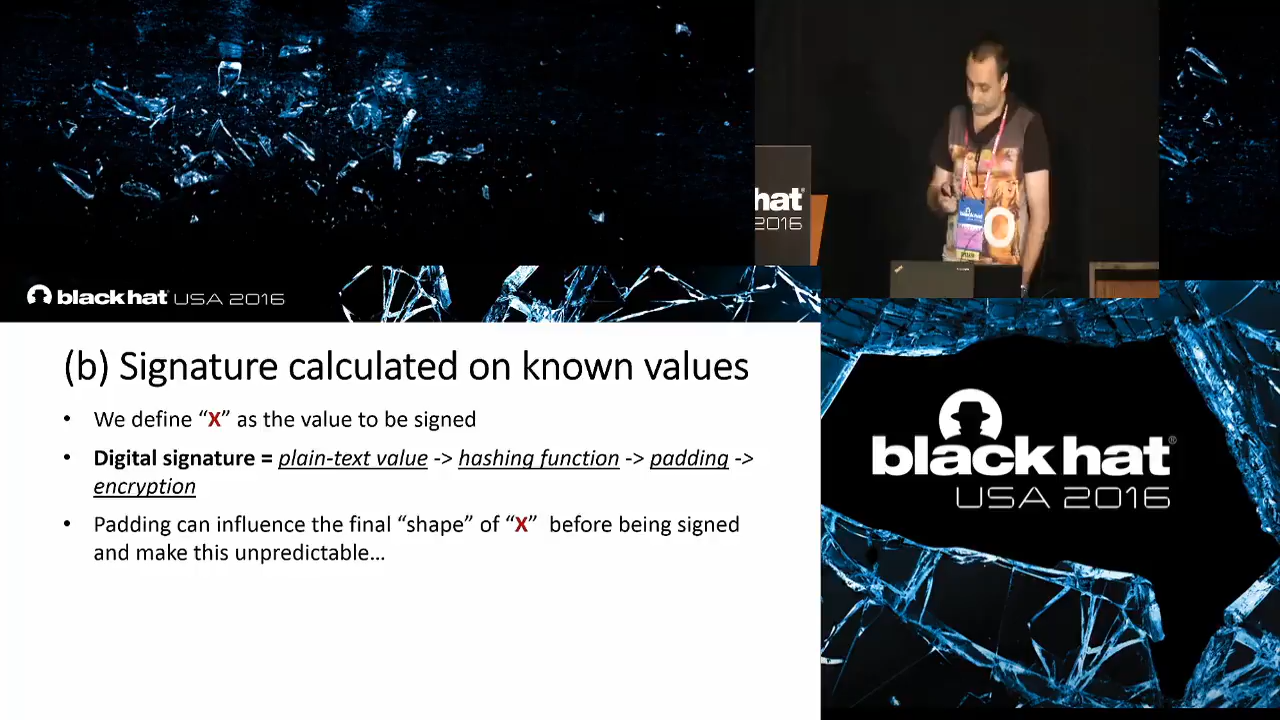 hat
2016
black hat USA 2016
(b) Signature calculated on known values
• We define “X” as the value to be signed
• Digital signature = plain-text value -> hashing function -> padding ->
encryption
• Padding can influence the final “shape” of “X” before being signed
and make this unpredictable…
black hat®
USA 2016